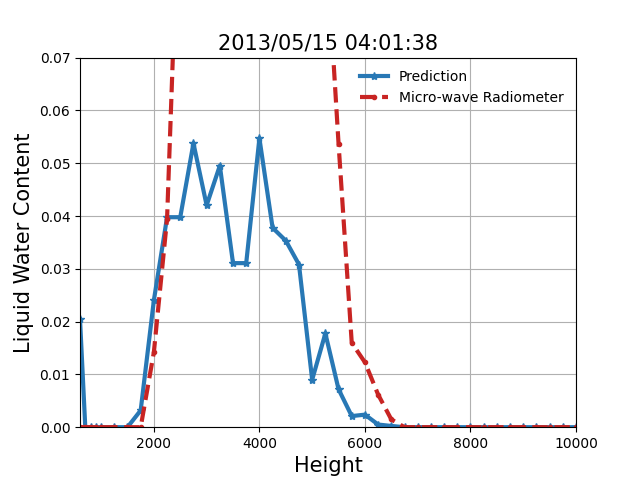 2013/05/15 04:01:38
0.07
0.06
0.05
0.04
0.03
0.02
0.01
0.00
Liquid Water Content
Prediction
Micro-wave Radiometer
2000 4000 6000 8000 10000
Height